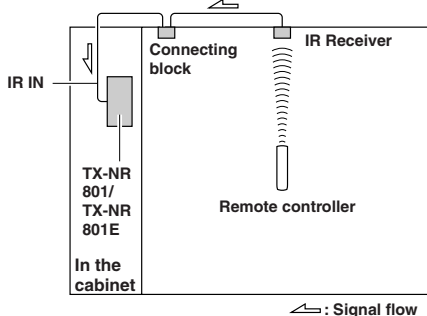 Connecting
block
IR Receiver
IR IN
TX-NR
801/
TX-NR
801E
Remote controller
In the
cabinet
: Signal flow